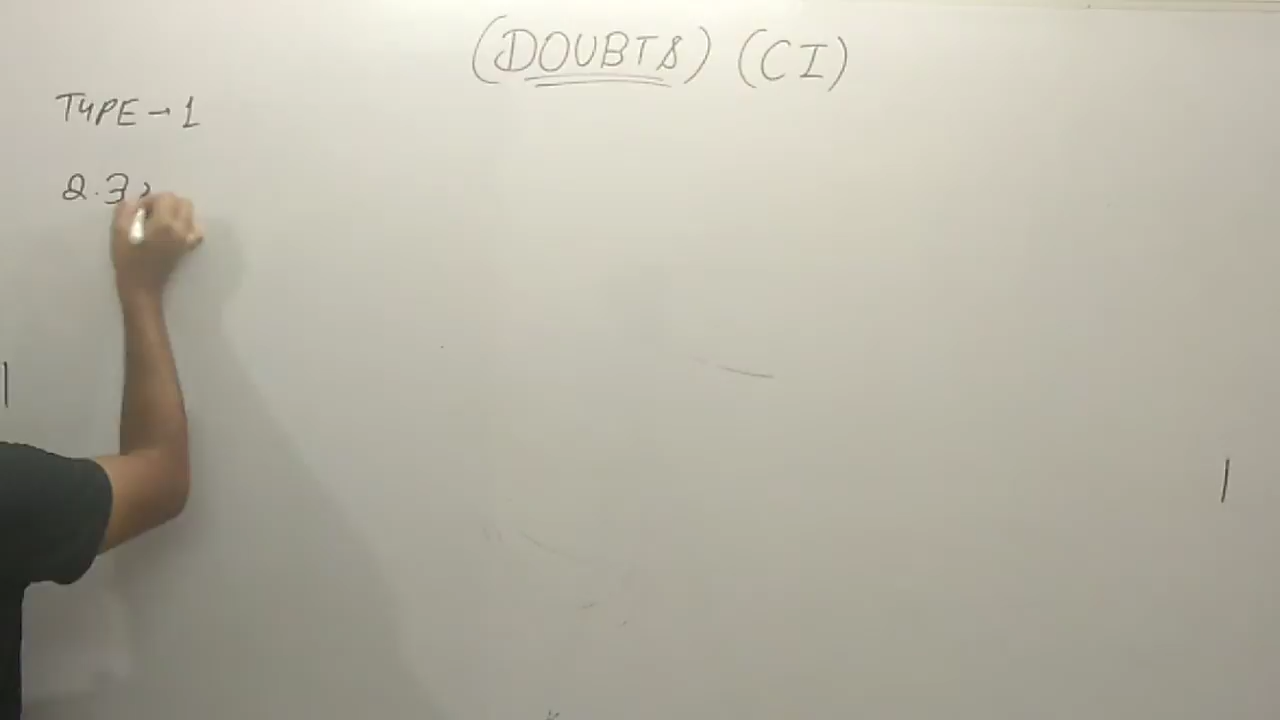 (DOUBTS) (CI)
TYPE → 1
Q.3